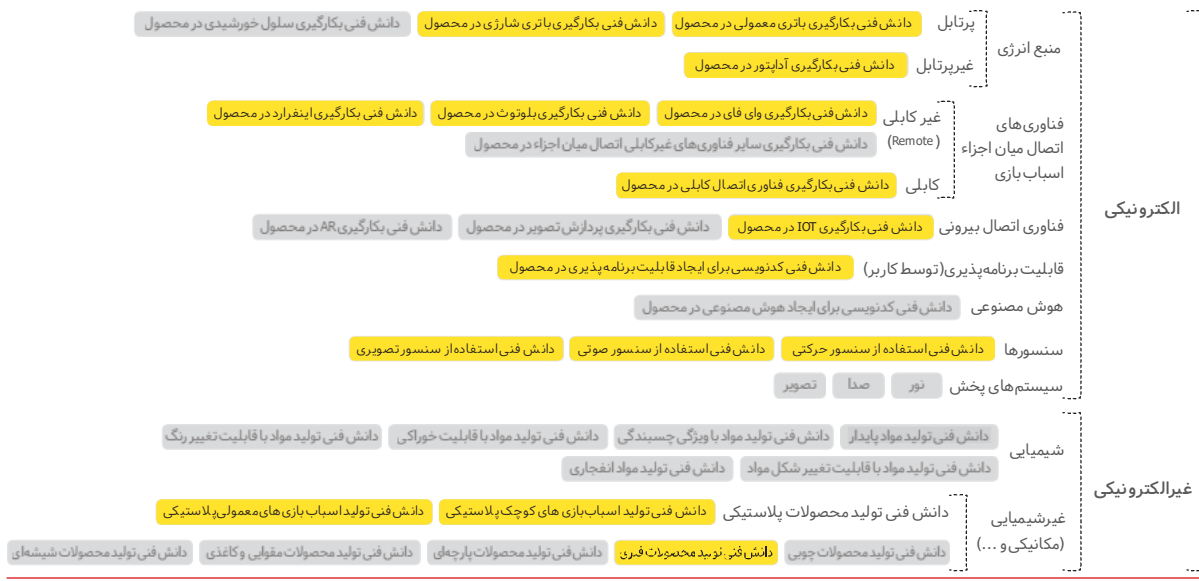 الکترونیکی
منبع انرژی
پرتابل دانش فنی بکارگیری باتری معمولی در محصول دانش فنی بکارگیری باتری شارژی در محصول دانش فنی بکارگیری سلول خورشیدی در محصول
غیرپرتابل دانش فنی بکارگیری آداپتور در محصول
فناوری‌های
اتصال میان اجزاء
اسباب بازی
غیر کابلی دانش فنی بکارگیری وای فای در محصول دانش فنی بکارگیری بلوتوث در محصول دانش فنی بکارگیری اینفرارد در محصول
(Remote) دانش فنی بکارگیری سایر فناوری‌های غیرکابلی اتصال میان اجزاء در محصول
کابلی دانش فنی بکارگیری فناوری اتصال کابلی در محصول
فناوری اتصال بیرونی دانش فنی بکارگیری IOT در محصول دانش فنی بکارگیری پردازش تصویر در محصول دانش فنی بکارگیری AR در محصول
قابلیت برنامه‌پذیری(توسط کاربر) دانش فنی کدنویسی برای ایجاد قابلیت برنامه‌پذیری در محصول
هوش مصنوعی دانش فنی کدنویسی برای ایجاد هوش مصنوعی در محصول
سنسورها دانش فنی استفاده از سنسور حرکتی دانش فنی استفاده از سنسور صوتی دانش فنی استفاده از سنسور تصویری
سیستم‌های پخش نور صدا تصویر
غیرالکترونیکی
شیمیایی
دانش فنی تولید مواد پایدار دانش فنی تولید مواد با ویژگی چسبندگی دانش فنی تولید مواد با قابلیت خوراکی دانش فنی تولید مواد با قابلیت تغییر رنگ
دانش فنی تولید مواد با قابلیت تغییر شکل مواد دانش فنی تولید مواد انفجاری
غیرشیمیایی
(مکانیکی و ...)
دانش فنی تولید محصولات پلاستیکی دانش فنی تولید اسباب‌بازی های کوچک پلاستیکی دانش فنی تولید اسباب بازی‌های معمولی پلاستیکی
دانش فنی تولید محصولات چوبی دانش فنی تولید محصولات فنری دانش فنی تولید محصولات پارچه‌ای دانش فنی تولید محصولات مقوایی و کاغذی دانش فنی تولید محصولات شیشه‌ای